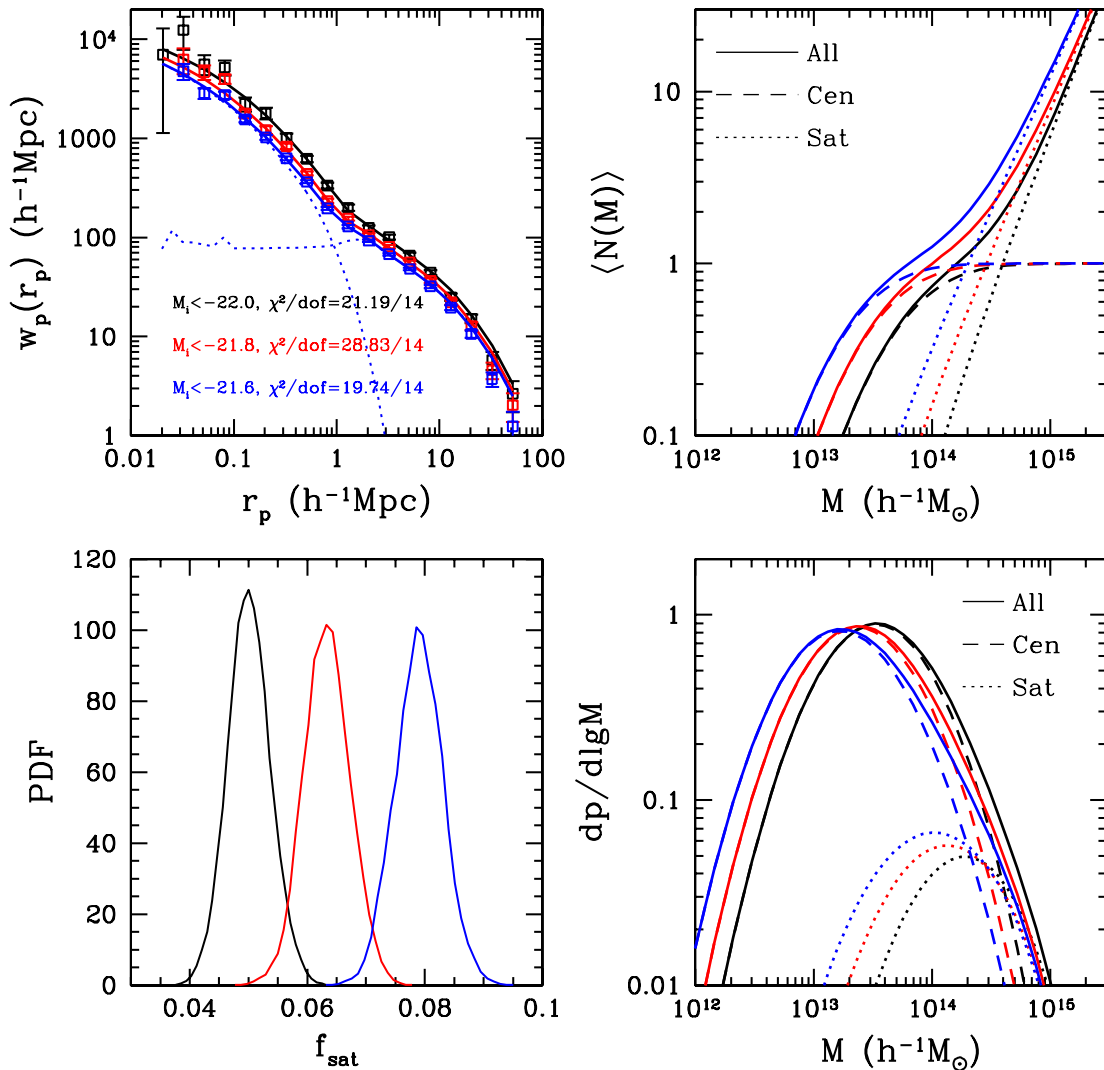 10⁴
1000
100
10
1
0.01
0.1
1
10
100
w_p(r_p) (h⁻¹Mpc)
r_p (h⁻¹Mpc)
M_i<-22.0, χ²/dof=21.19/14
M_i<-21.8, χ²/dof=28.83/14
M_i<-21.6, χ²/dof=19.74/14
10
1
0.1
10¹²
10¹³
10¹⁴
10¹⁵
⟨N(M)⟩
M (h⁻¹M_⊙)
All
Cen
Sat
120
100
80
60
40
20
0
0.04
0.06
0.08
0.1
PDF
f_sat
1
0.1
0.01
10¹²
10¹³
10¹⁴
10¹⁵
dp/dlgM
M (h⁻¹M_⊙)
All
Cen
Sat